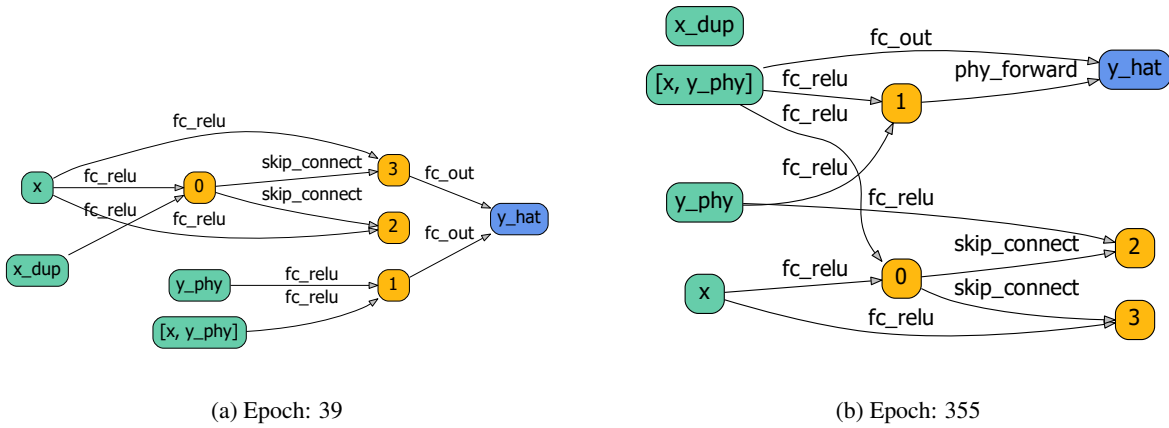 fc_relu
x
fc_relu
0
skip_connect
3
fc_out
skip_connect
fc_relu
fc_relu
2
y_hat
x_dup
fc_out
y_phy
fc_relu
1
fc_relu
[x, y_phy]
(a) Epoch: 39
x_dup
fc_out
[x, y_phy]
fc_relu
phy_forward
y_hat
1
fc_relu
fc_relu
y_phy
fc_relu
skip_connect
2
fc_relu
0
x
skip_connect
fc_relu
3
(b) Epoch: 355